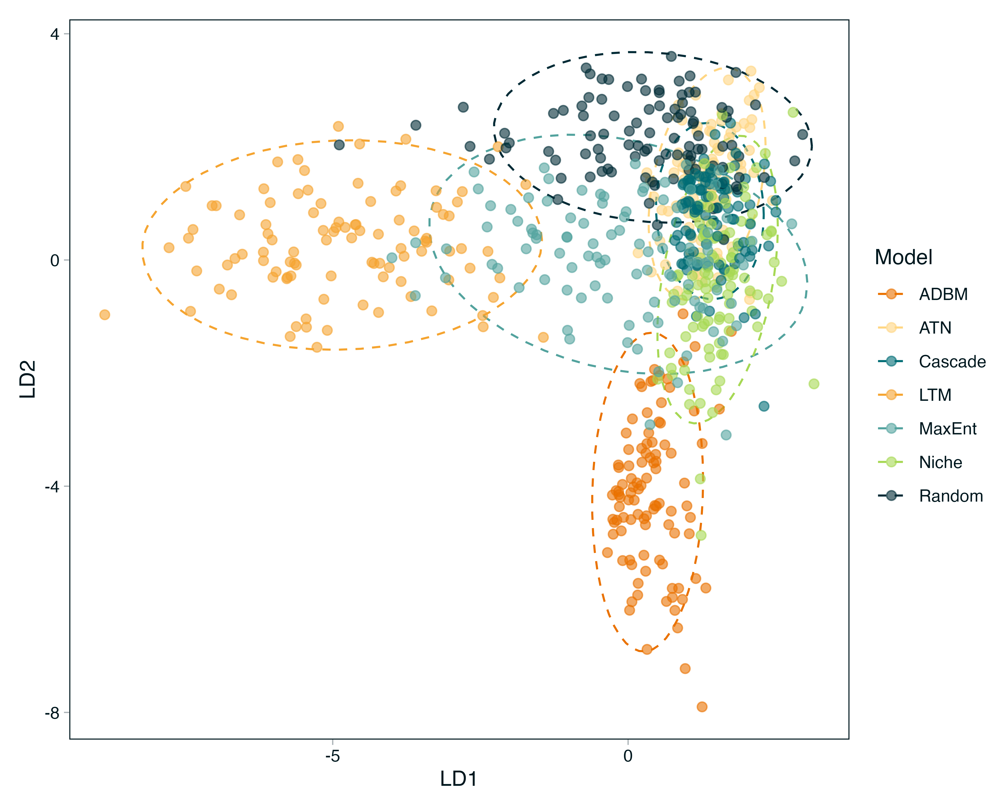 4
0
-4
-8
LD2
-5
0
LD1
Model
ADBM
ATN
Cascade
LTM
MaxEnt
Niche
Random